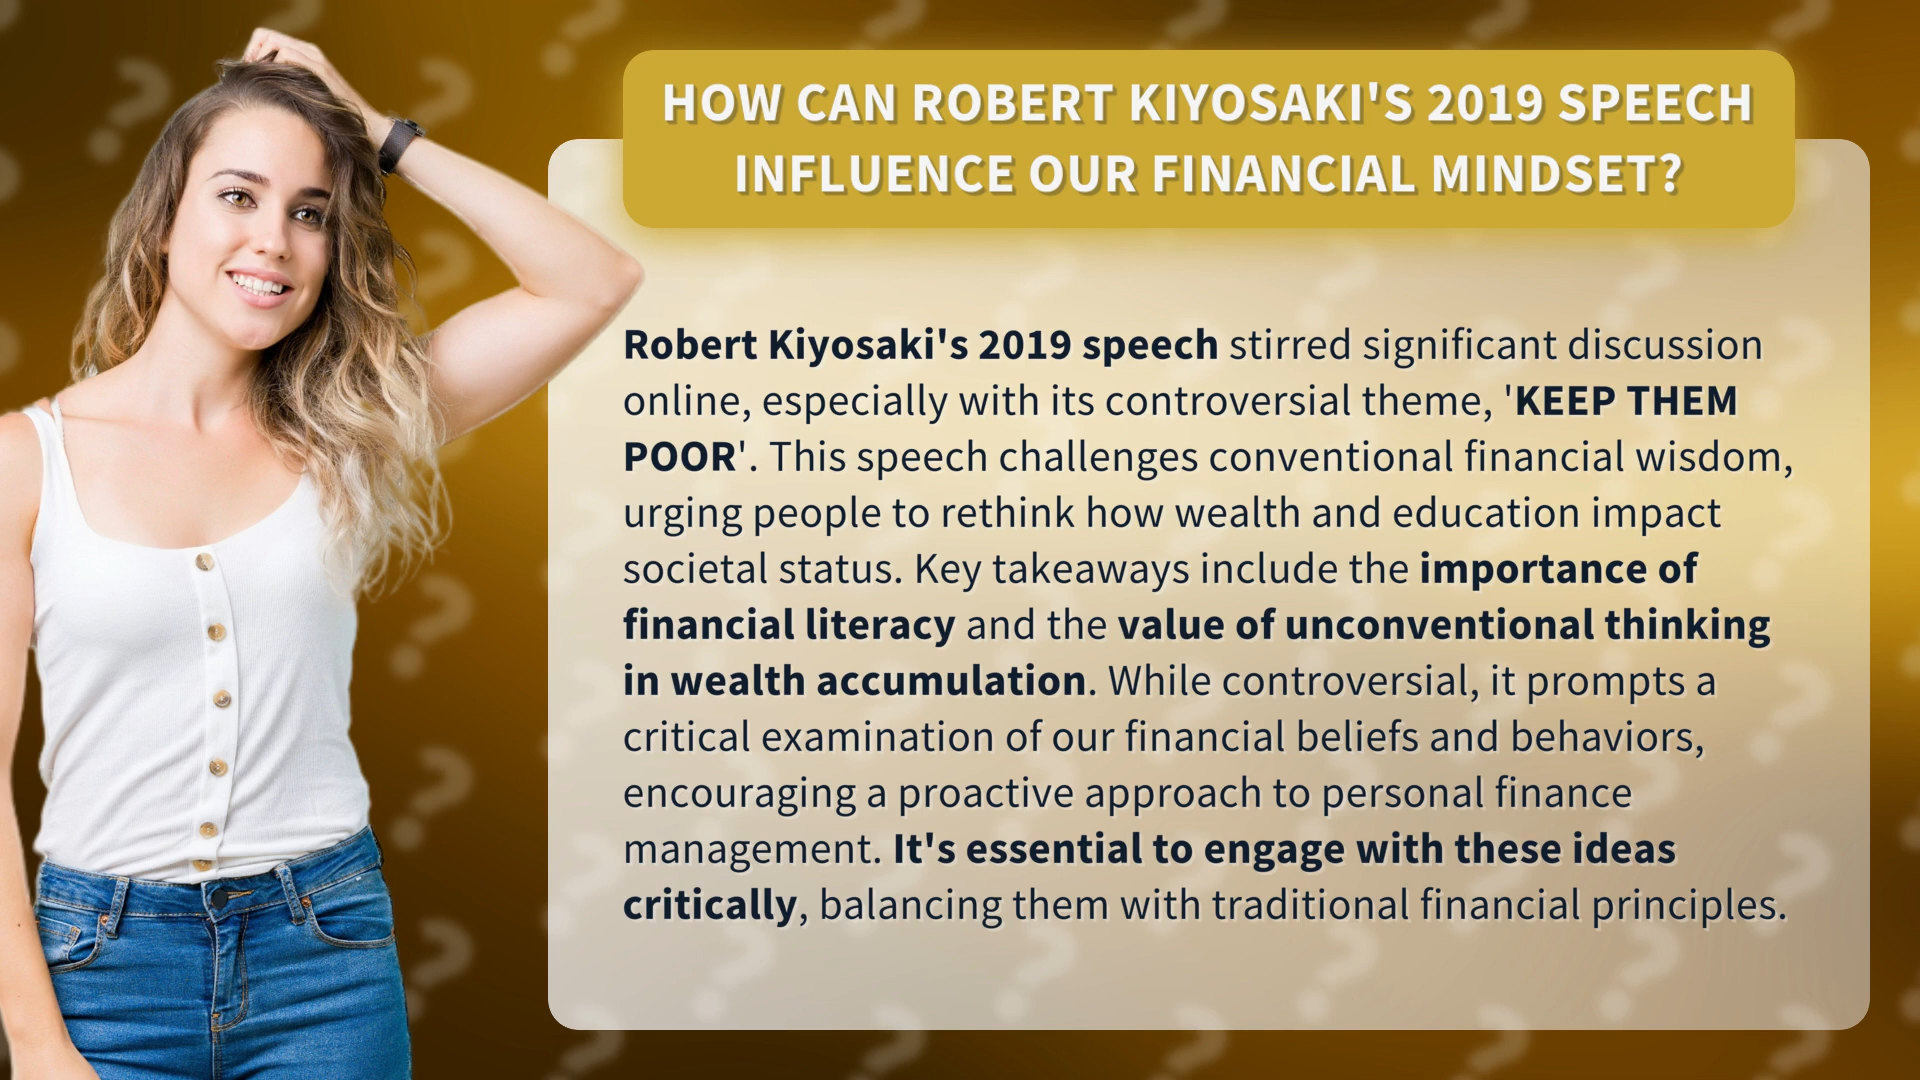 HOW CAN ROBERT KIYOSAKI'S 2019 SPEECH
INFLUENCE OUR FINANCIAL MINDSET?
Robert Kiyosaki's 2019 speech stirred significant discussion
online, especially with its controversial theme, 'KEEP THEM
POOR'. This speech challenges conventional financial wisdom,
urging people to rethink how wealth and education impact
societal status. Key takeaways include the importance of
financial literacy and the value of unconventional thinking
in wealth accumulation. While controversial, it prompts a
critical examination of our financial beliefs and behaviors,
encouraging a proactive approach to personal finance
management. It's essential to engage with these ideas
critically, balancing them with traditional financial principles.